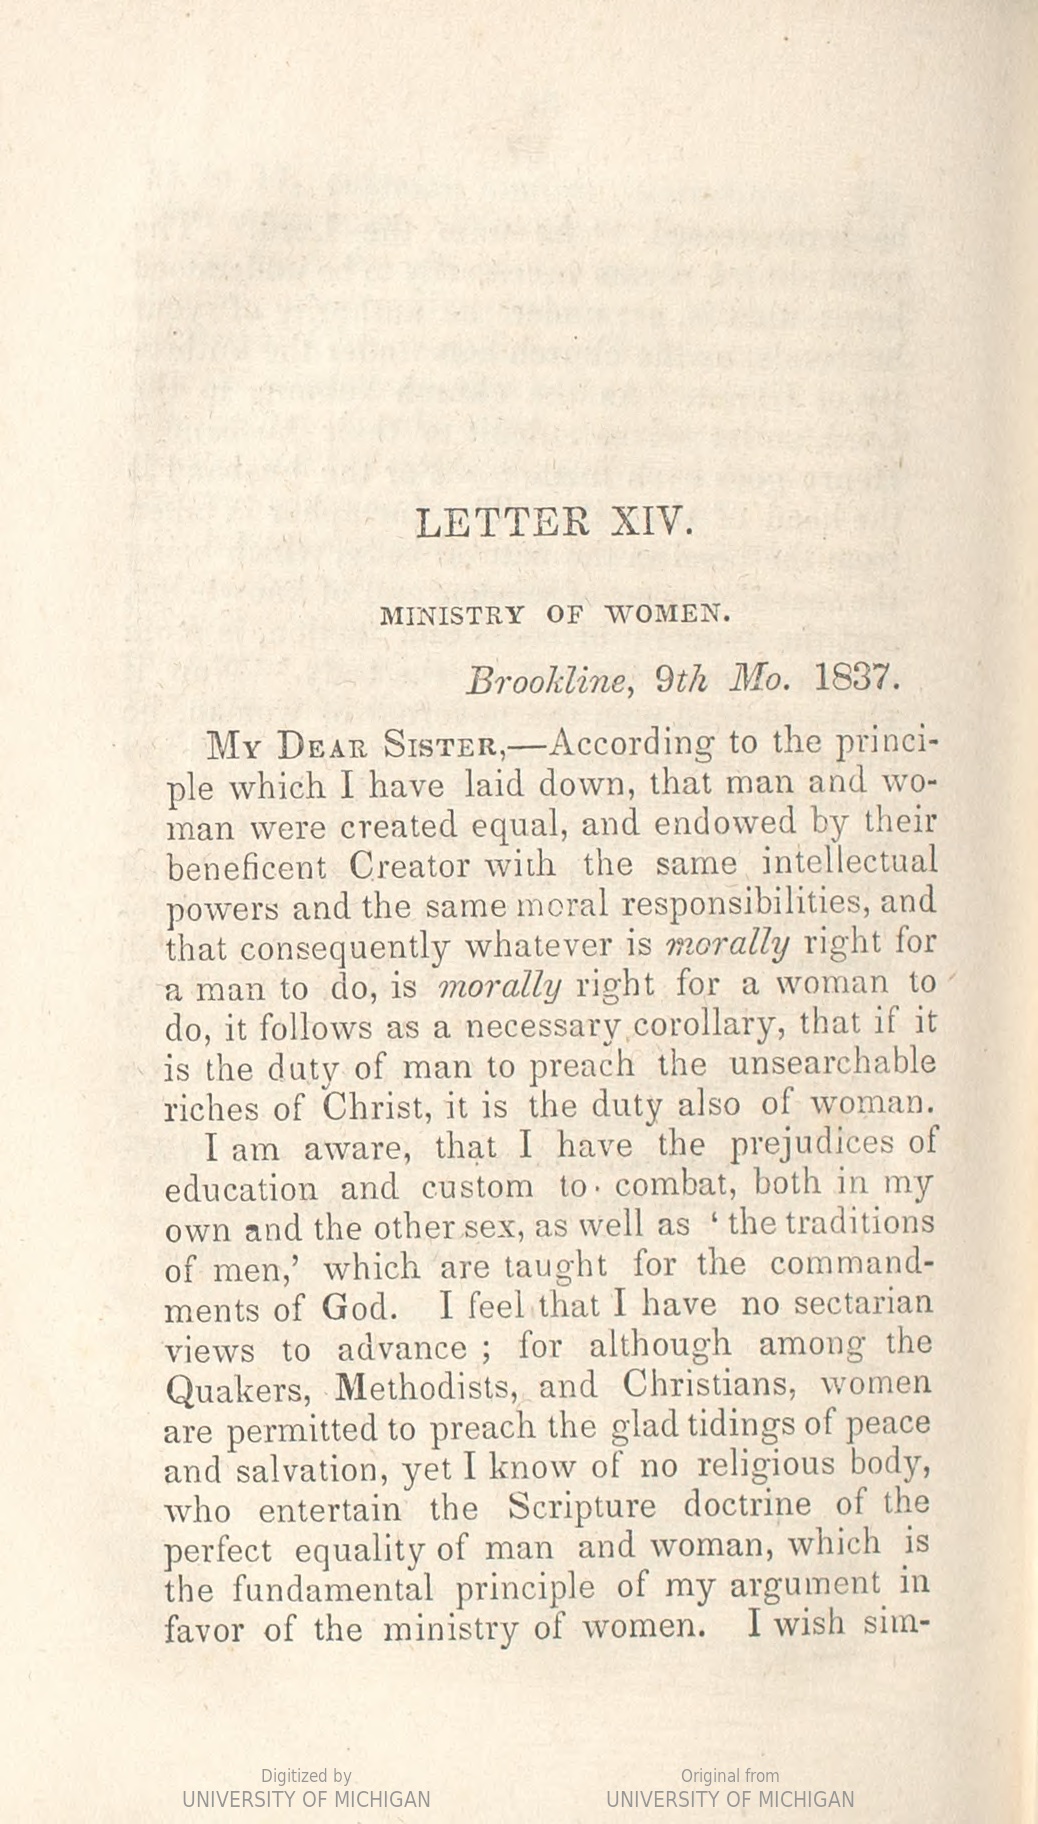 LETTER XIV.
MINISTRY OF WOMEN.
Brookline, 9th Mo. 1837.
MY DEAR SISTER,—According to the princi-
ple which I have laid down, that man and wo-
man were created equal, and endowed by their
beneficent Creator with the same intellectual
powers and the same moral responsibilities, and
that consequently whatever is morally right for
a man to do, is morally right for a woman to
do, it follows as a necessary corollary, that if it
is the duty of man to preach the unsearchable
riches of Christ, it is the duty also of woman.
I am aware, that I have the prejudices of
education and custom to combat, both in my
own and the other sex, as well as ‘ the traditions
of men,’ which are taught for the command-
ments of God. I feel that I have no sectarian
views to advance ; for although among the
Quakers, Methodists, and Christians, women
are permitted to preach the glad tidings of peace
and salvation, yet I know of no religious body,
who entertain the Scripture doctrine of the
perfect equality of man and woman, which is
the fundamental principle of my argument in
favor of the ministry of women. I wish sim-
Digitized by
UNIVERSITY OF MICHIGAN
Original from
UNIVERSITY OF MICHIGAN